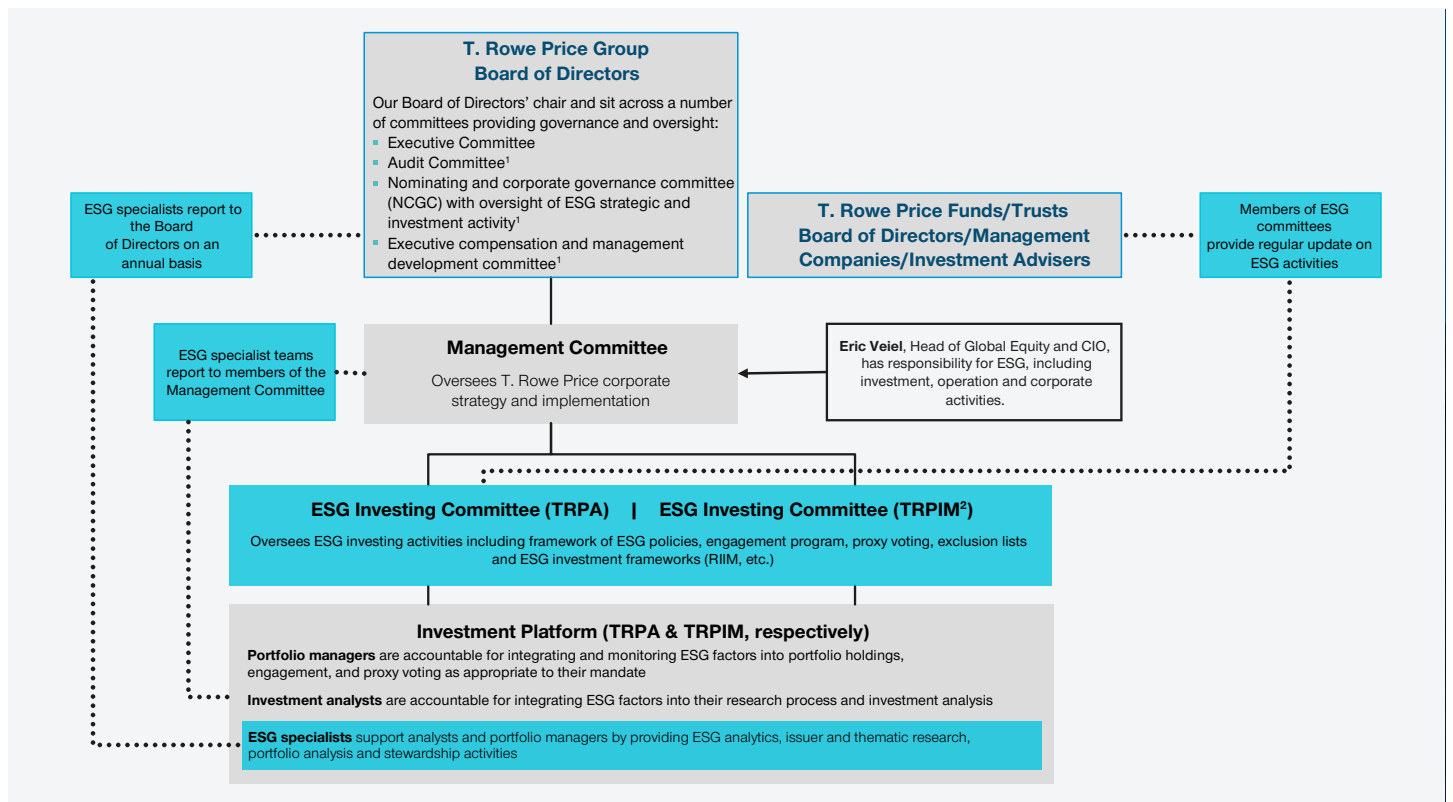 T. Rowe Price Group
Board of Directors
Our Board of Directors’ chair and sit across a number
of committees providing governance and oversight:
▪ Executive Committee
▪ Audit Committee¹
▪ Nominating and corporate governance committee
(NCGC) with oversight of ESG strategic and
investment activity¹
▪ Executive compensation and management
development committee¹
ESG specialists report to
the Board
of Directors on an
annual basis
T. Rowe Price Funds/Trusts
Board of Directors/Management
Companies/Investment Advisers
Members of ESG
committees
provide regular update on
ESG activities
ESG specialist teams
report to members of the
Management Committee
Management Committee
Oversees T. Rowe Price corporate
strategy and implementation
Eric Veiel, Head of Global Equity and CIO,
has responsibility for ESG, including
investment, operation and corporate
activities.
ESG Investing Committee (TRPA) | ESG Investing Committee (TRPIM²)
Oversees ESG investing activities including framework of ESG policies, engagement program, proxy voting, exclusion lists
and ESG investment frameworks (RIIM, etc.)
Investment Platform (TRPA & TRPIM, respectively)
Portfolio managers are accountable for integrating and monitoring ESG factors into portfolio holdings,
engagement, and proxy voting as appropriate to their mandate
Investment analysts are accountable for integrating ESG factors into their research process and investment analysis
ESG specialists support analysts and portfolio managers by providing ESG analytics, issuer and thematic research,
portfolio analysis and stewardship activities